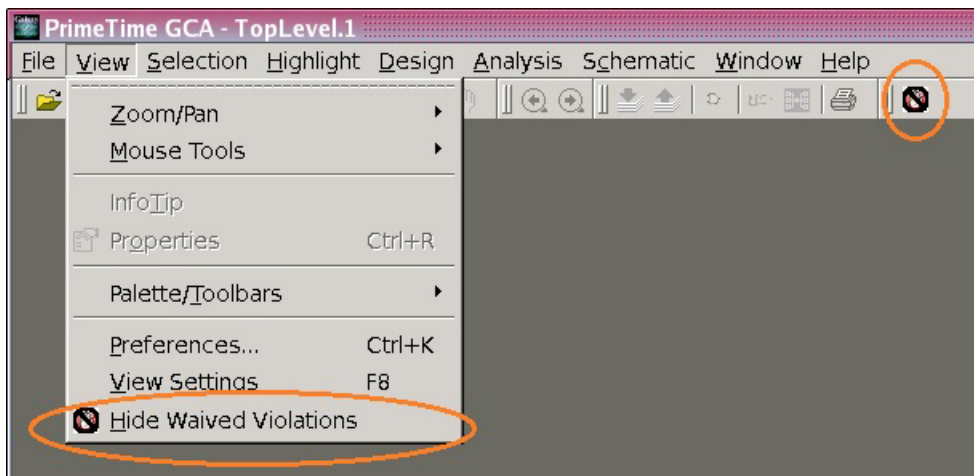 PrimeTime GCA - TopLevel.1
File View Selection Highlight Design Analysis Schematic Window Help
Zoom/Pan
Mouse Tools
InfoTip
Properties Ctrl+R
Palette/Toolbars
Preferences... Ctrl+K
View Settings F8
Hide Waived Violations